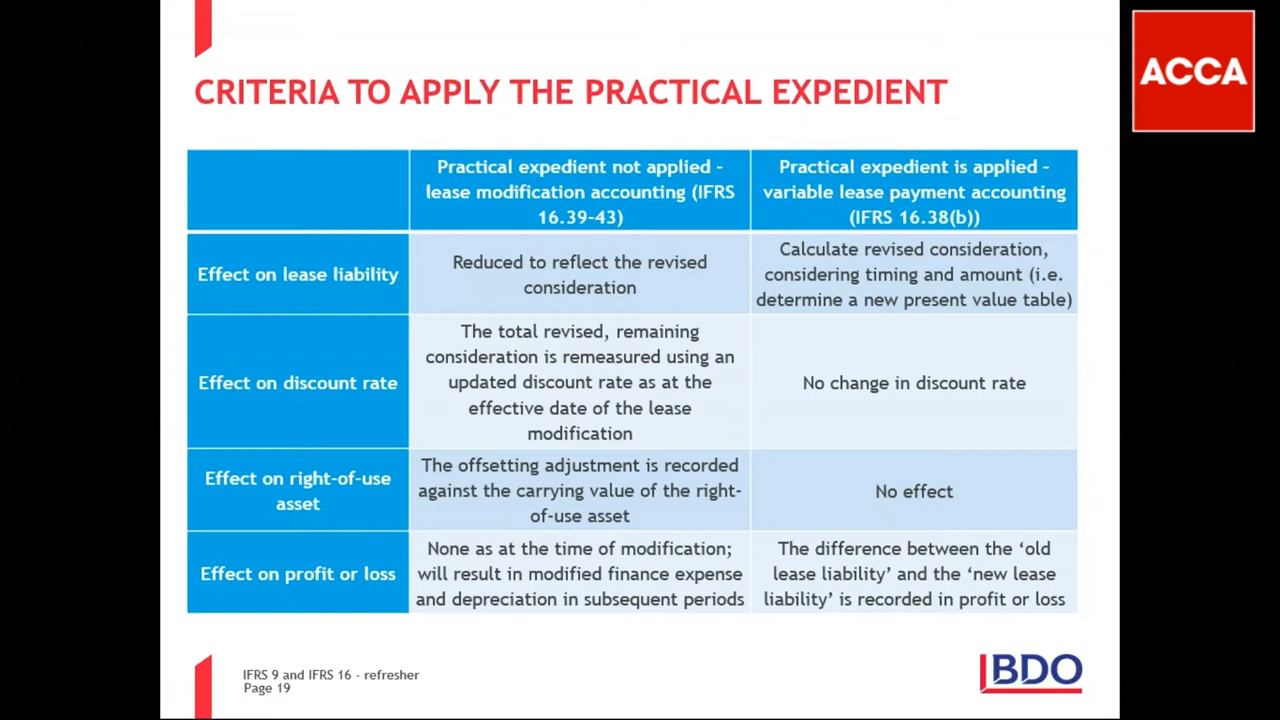 ACCA
CRITERIA TO APPLY THE PRACTICAL EXPEDIENT
Practical expedient not applied –
lease modification accounting (IFRS
16.39-43)
Practical expedient is applied –
variable lease payment accounting
(IFRS 16.38(b))
Effect on lease liability
Reduced to reflect the revised
consideration
Calculate revised consideration,
considering timing and amount (i.e.
determine a new present value table)
Effect on discount rate
The total revised, remaining
consideration is remeasured using an
updated discount rate as at the
effective date of the lease
modification
No change in discount rate
Effect on right-of-use
asset
The offsetting adjustment is recorded
against the carrying value of the right-
of-use asset
No effect
Effect on profit or loss
None as at the time of modification;
will result in modified finance expense
and depreciation in subsequent periods
The difference between the ‘old
lease liability’ and the ‘new lease
liability’ is recorded in profit or loss
IFRS 9 and IFRS 16 - refresher
Page 19
BDO